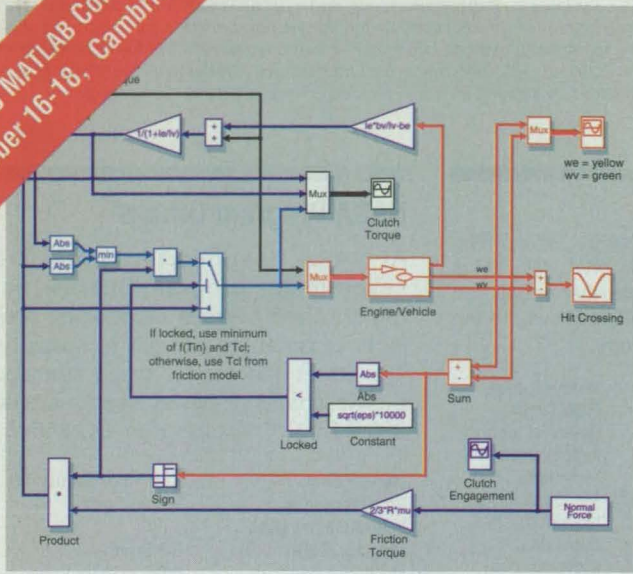 MATLAB
ber 16-18,
1/(1+Ie/Iv)
+
+
Ie*bv/Iv-be
Mux
we = yellow
wv = green
Mux
Clutch
Torque
Abs
Abs
min
Mux
Engine/Vehicle
we
wv
Hit Crossing
If locked, use minimum
of f(Tin) and Tcl;
otherwise, use Tcl from
friction model.
<
Locked
Abs
Abs
sqrt(eps)*10000
Constant
+
-
Sum
Sign
Product
2/3*R*mu
Friction
Torque
Clutch
Engagement
Normal
Force